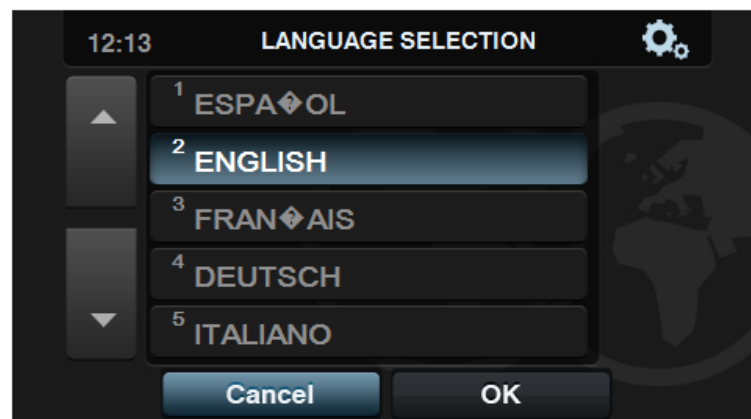 12:13 LANGUAGE SELECTION
1 ESPA�OL
2 ENGLISH
3 FRAN�AIS
4 DEUTSCH
5 ITALIANO
Cancel OK